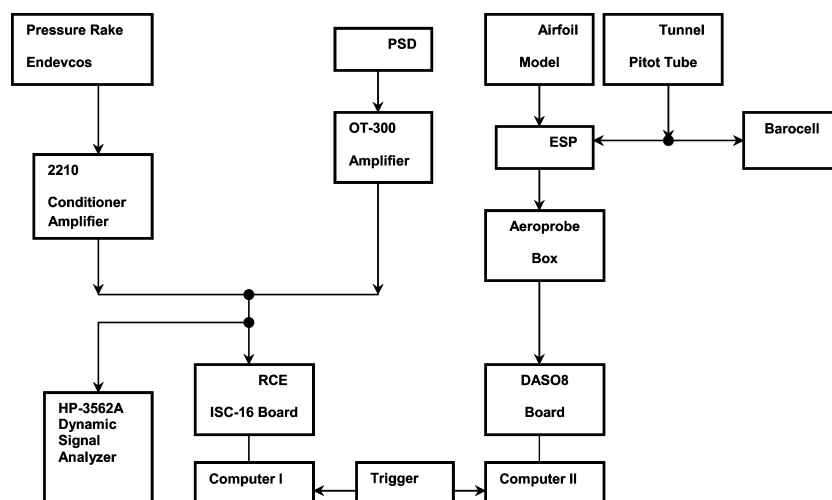 Pressure Rake
Endevcos
PSD
Airfoil
Model
Tunnel
Pitot Tube
OT-300
Amplifier
ESP
Barocell
2210
Conditioner
Amplifier
Aeroprobe
Box
RCE
ISC-16 Board
DASO8
Board
HP-3562A
Dynamic
Signal
Analyzer
Computer I
Trigger
Computer II